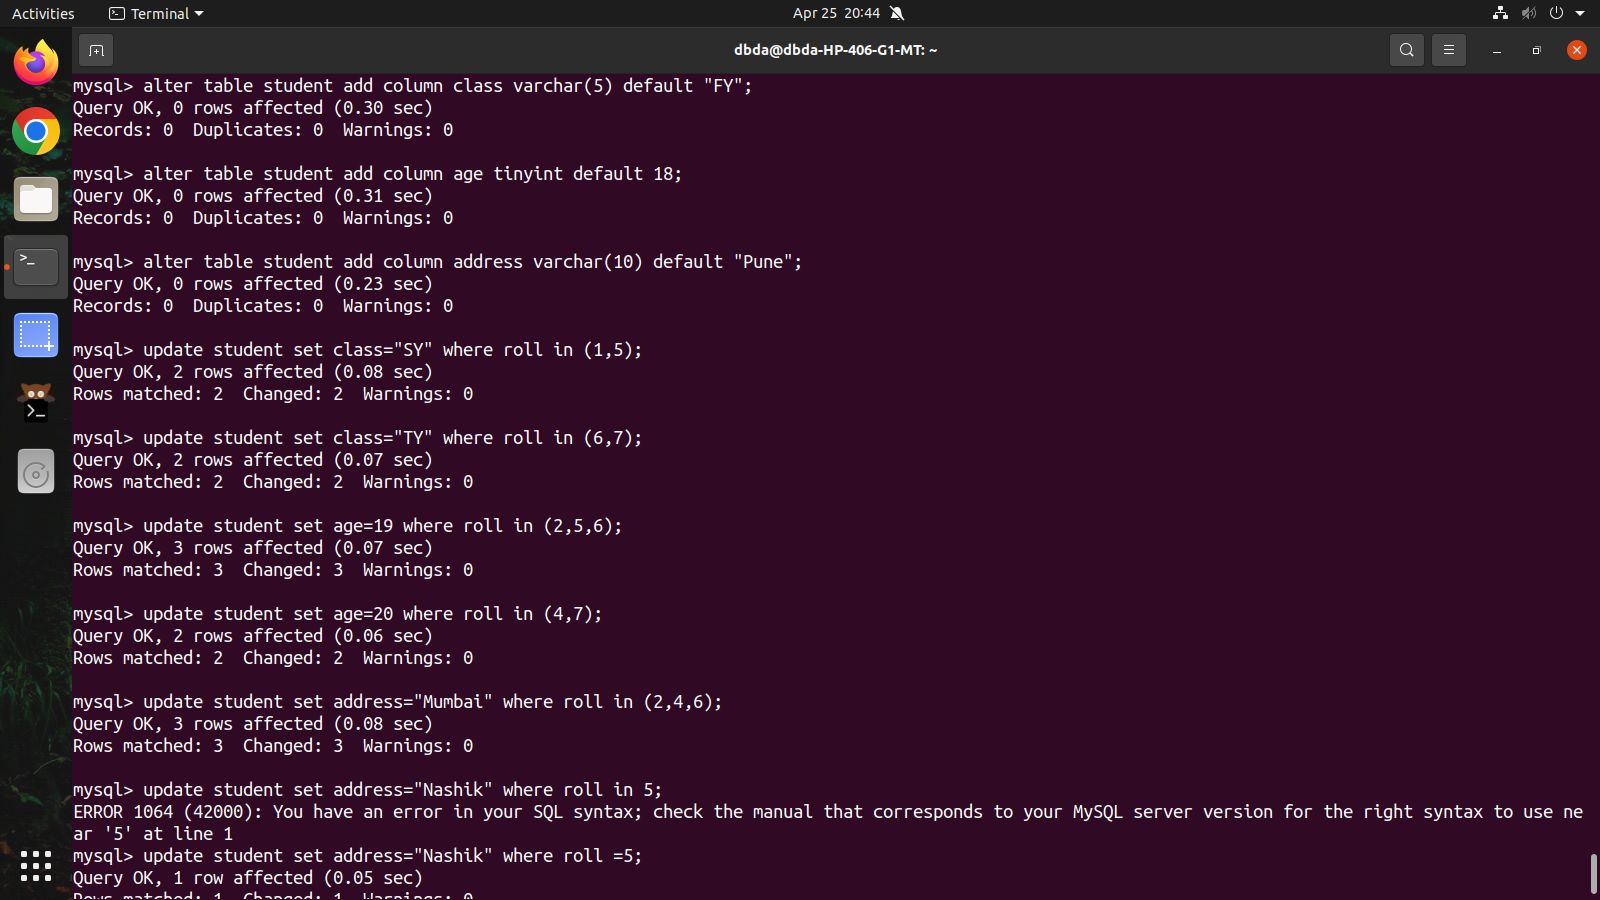 Activities
Terminal
Apr 25 20:44
dbda@dbda-HP-406-G1-MT: ~
mysql> alter table student add column class varchar(5) default "FY";
Query OK, 0 rows affected (0.30 sec)
Records: 0  Duplicates: 0  Warnings: 0
mysql> alter table student add column age tinyint default 18;
Query OK, 0 rows affected (0.31 sec)
Records: 0  Duplicates: 0  Warnings: 0
mysql> alter table student add column address varchar(10) default "Pune";
Query OK, 0 rows affected (0.23 sec)
Records: 0  Duplicates: 0  Warnings: 0
mysql> update student set class="SY" where roll in (1,5);
Query OK, 2 rows affected (0.08 sec)
Rows matched: 2  Changed: 2  Warnings: 0
mysql> update student set class="TY" where roll in (6,7);
Query OK, 2 rows affected (0.07 sec)
Rows matched: 2  Changed: 2  Warnings: 0
mysql> update student set age=19 where roll in (2,5,6);
Query OK, 3 rows affected (0.07 sec)
Rows matched: 3  Changed: 3  Warnings: 0
mysql> update student set age=20 where roll in (4,7);
Query OK, 2 rows affected (0.06 sec)
Rows matched: 2  Changed: 2  Warnings: 0
mysql> update student set address="Mumbai" where roll in (2,4,6);
Query OK, 3 rows affected (0.08 sec)
Rows matched: 3  Changed: 3  Warnings: 0
mysql> update student set address="Nashik" where roll in 5;
ERROR 1064 (42000): You have an error in your SQL syntax; check the manual that corresponds to your MySQL server version for the right syntax to use ne
ar '5' at line 1
mysql> update student set address="Nashik" where roll =5;
Query OK, 1 row affected (0.05 sec)
Rows matched: 1  Changed: 1  Warnings: 0